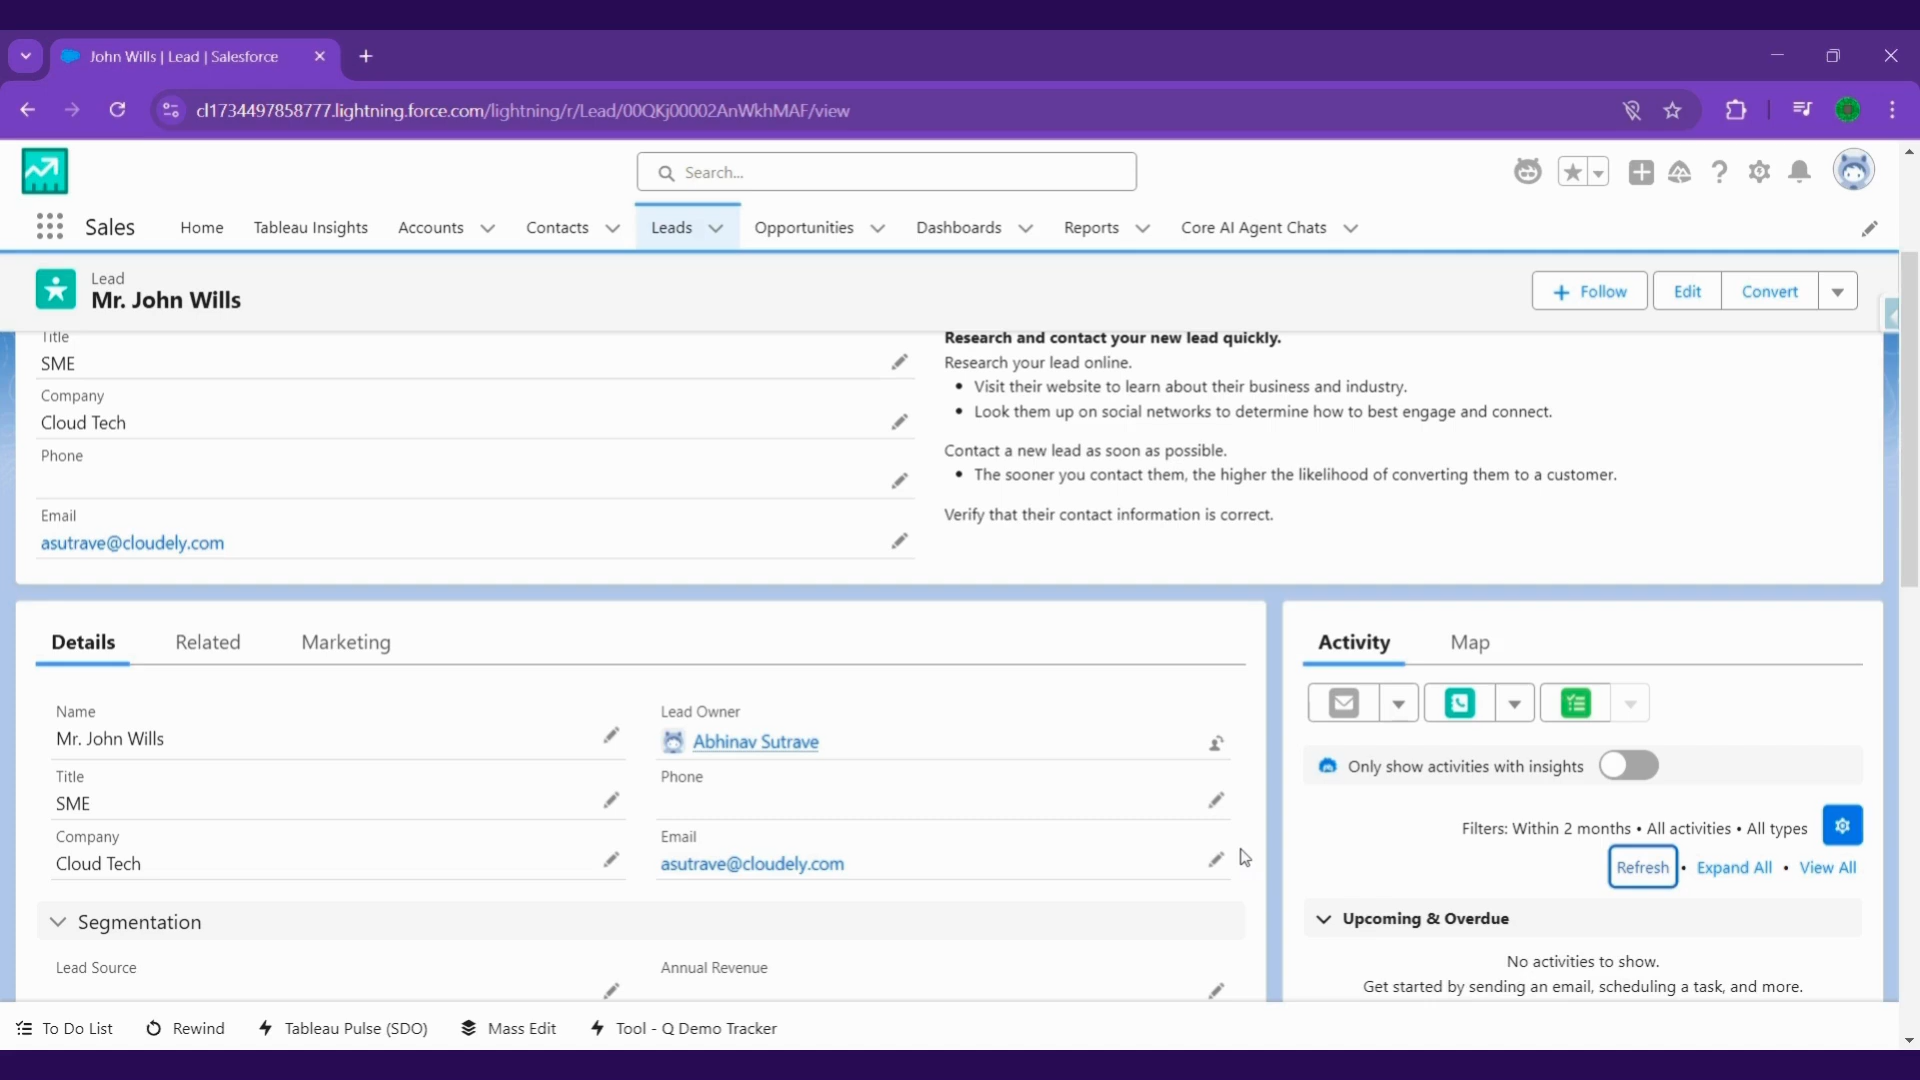 John Wills | Lead | Salesforce
cl1734497858777.lightning.force.com/lightning/r/Lead/00QKj00002AnWkhMAF/view
Search...
Sales
Home
Tableau Insights
Accounts
Contacts
Leads
Opportunities
Dashboards
Reports
Core AI Agent Chats
Lead
Mr. John Wills
Follow
Edit
Convert
Title
SME
Company
Cloud Tech
Phone
Email
asutrave@cloudely.com
Research and contact your new lead quickly.
Research your lead online.
• Visit their website to learn about their business and industry.
• Look them up on social networks to determine how to best engage and connect.
Contact a new lead as soon as possible.
• The sooner you contact them, the higher the likelihood of converting them to a customer.
Verify that their contact information is correct.
Details
Related
Marketing
Name
Mr. John Wills
Lead Owner
Abhinav Sutrave
Title
SME
Phone
Company
Cloud Tech
Email
asutrave@cloudely.com
Segmentation
Lead Source
Annual Revenue
Activity
Map
Only show activities with insights
Filters: Within 2 months • All activities • All types
Refresh • Expand All • View All
Upcoming & Overdue
No activities to show.
Get started by sending an email, scheduling a task, and more.
To Do List
Rewind
Tableau Pulse (SDO)
Mass Edit
Tool - Q Demo Tracker